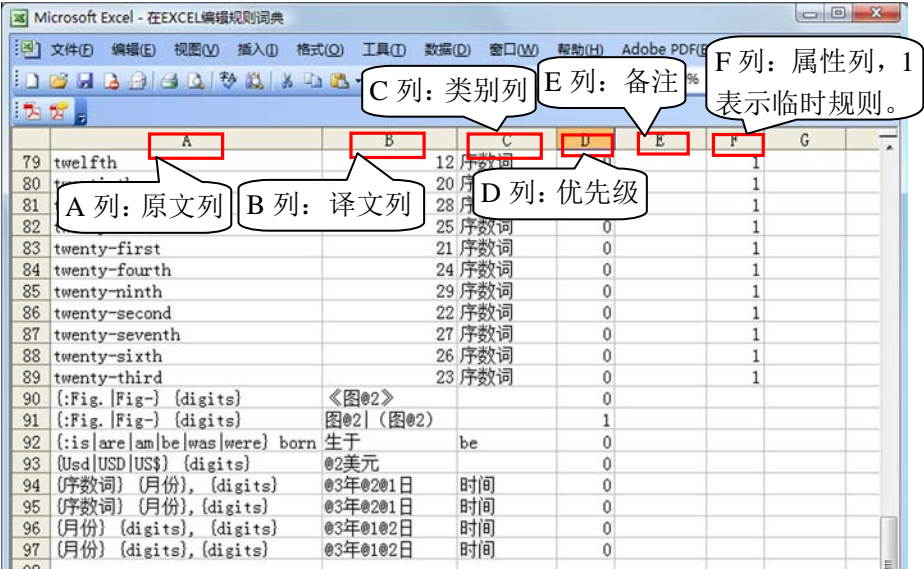 Microsoft Excel - 在EXCEL编辑规则词典
文件(F) 编辑(E) 视图(V) 插入(I) 格式(O) 工具(T) 数据(D) 窗口(W) 帮助(H) Adobe PDF(B
%
C 列：类别列
E 列：备注
F 列：属性列，1
表示临时规则。
A B C D E F G
79 twelfth 12 序数词 0 1
80 20 序 1
81 28 序 1
82 25 序数词 0 1
A 列：原文列
B 列：译文列
D 列：优先级
83 twenty-first 21 序数词 0 1
84 twenty-fourth 24 序数词 0 1
85 twenty-ninth 29 序数词 0 1
86 twenty-second 22 序数词 0 1
87 twenty-seventh 27 序数词 0 1
88 twenty-sixth 26 序数词 0 1
89 twenty-third 23 序数词 0 1
90 {:Fig. |Fig-} {digits} 《图@2》 0
91 {:Fig. |Fig-} {digits} 图@2|（图@2） 1
92 {:is|are|am|be|was|were} born 生于 be 0
93 {Usd|USD|US$} {digits} @2美元 0
94 {序数词} {月份}, {digits} @3年@2@1日 时间 0
95 {序数词} {月份},{digits} @3年@2@1日 时间 0
96 {月份} {digits}, {digits} @3年@1@2日 时间 0
97 {月份} {digits},{digits} @3年@1@2日 时间 0